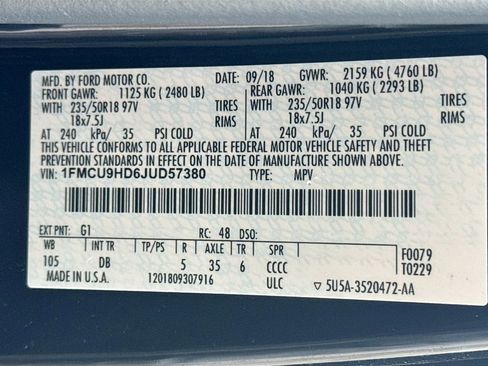 MFD. BY FORD MOTOR CO. 09/18 GVWR: 2159 KG ( 4760 LB)
FRONT GAWR: 1125 KG ( 2480 LB) REAR GAWR: 1040 KG ( 2293 LB)
WITH 235/50R18 97V TIRES WITH 235/50R18 97V TIRES
18x7.5J RIMS 18x7.5J RIMS
AT 240 kPa/ 35 PSI COLD AT 240 kPa/ 35 PSI COLD
THIS VEHICLE CONFORMS TO ALL APPLICABLE FEDERAL MOTOR VEHICLE SAFETY AND
THEFT PREVENTION STANDARDS IN EFFECT ON THE DATE OF MANUFACTURE SHOWN ABOVE.
VIN: 1FMCU9HD6JUD57380 TYPE: MPV
EXT PNT: G1 RC: 48 DSO:
WB INT TR TP/PS R AXLE TR SPR
105 DB 5 35 6 CCCC
F0079
T0229
MADE IN U.S.A. 1201809307916 ULC ▽ 5U5A-3520472-AA